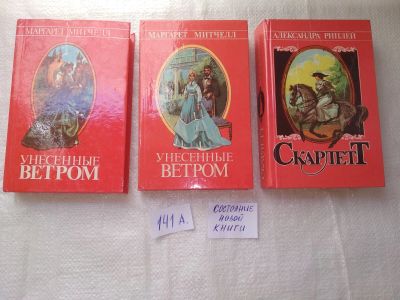 МАРГАРЕТ МИТЧЕЛЛ
УНЕСЕННЫЕ
ВЕТРОМ
МАРГАРЕТ МИТЧЕЛЛ
УНЕСЕННЫЕ
ВЕТРОМ
АЛЕКСАНДРА РИПЛЕЙ
СКАРЛЕТТ
141 А.
СОСТОЯНИЕ
НОВОЙ
КНИГИ